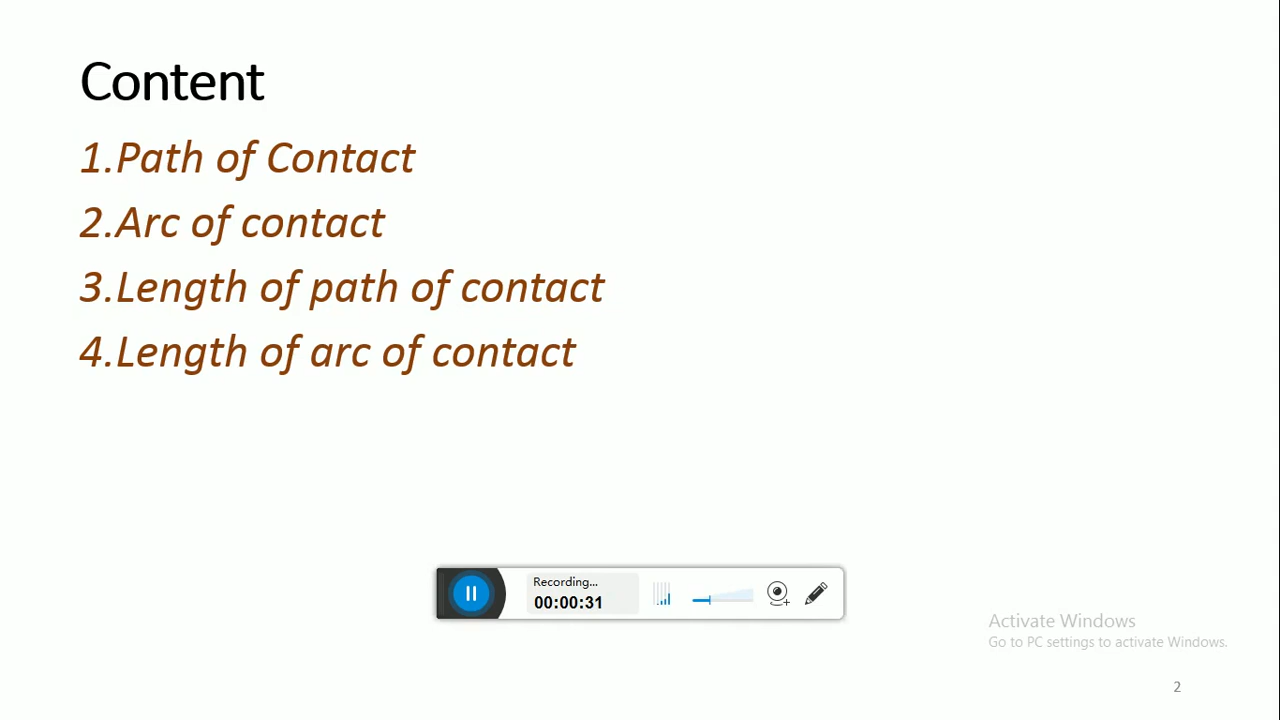 Content
1.Path of Contact
2.Arc of contact
3.Length of path of contact
4.Length of arc of contact
Recording...
00:00:31
Activate Windows
Go to PC settings to activate Windows.
2